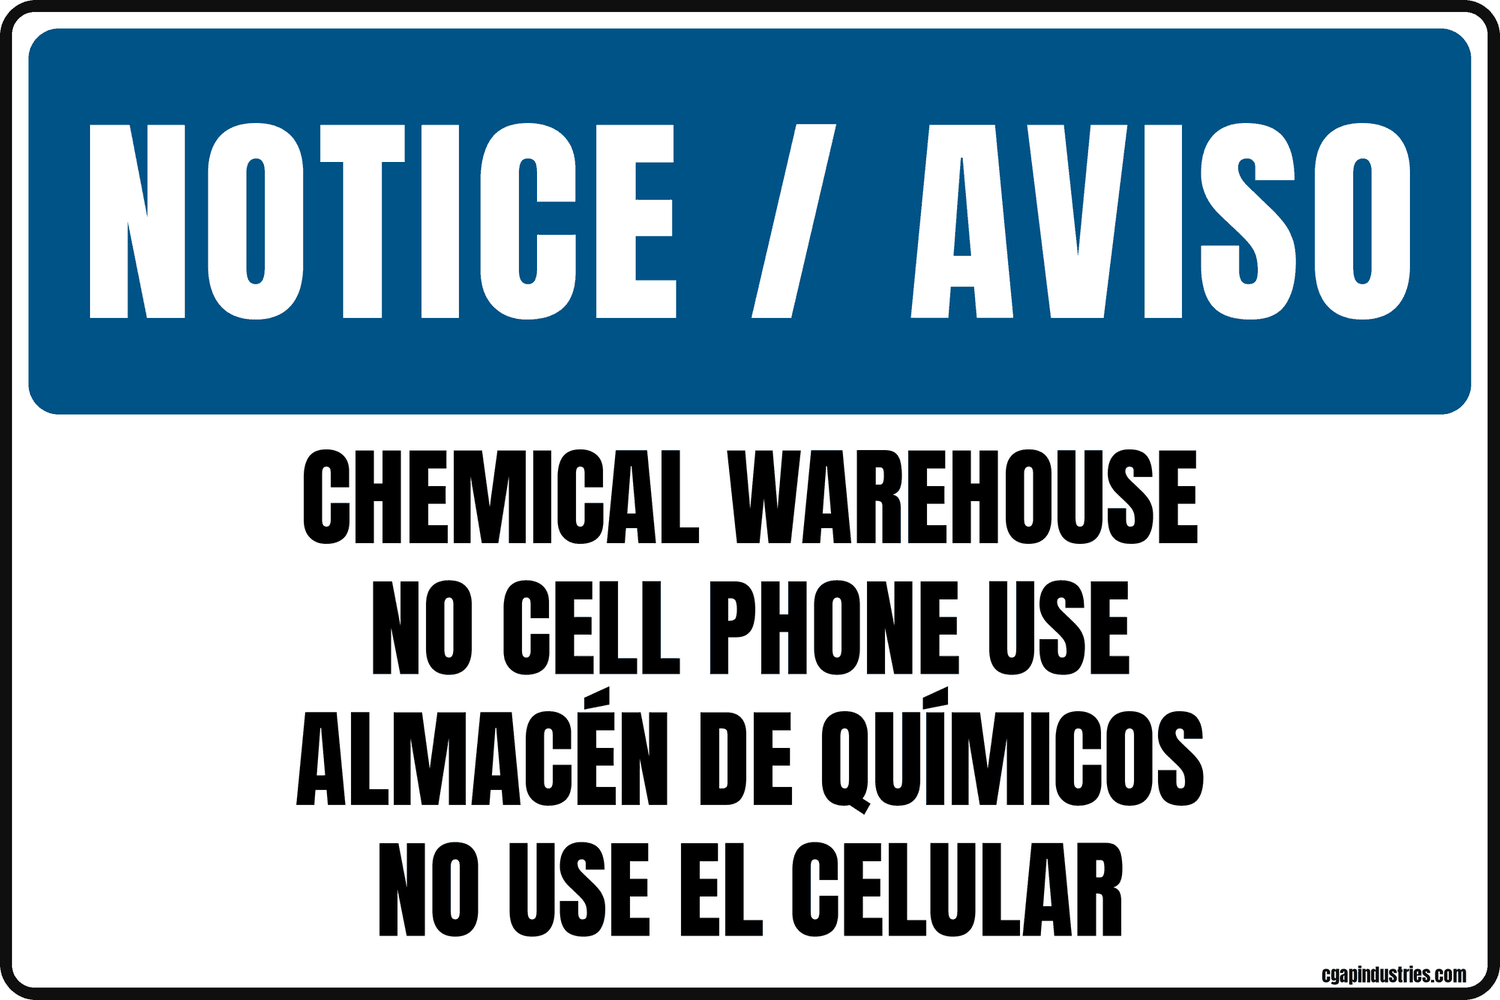 NOTICE / AVISO
CHEMICAL WAREHOUSE
NO CELL PHONE USE
ALMACÉN DE QUÍMICOS
NO USE EL CELULAR
cgapindustries.com